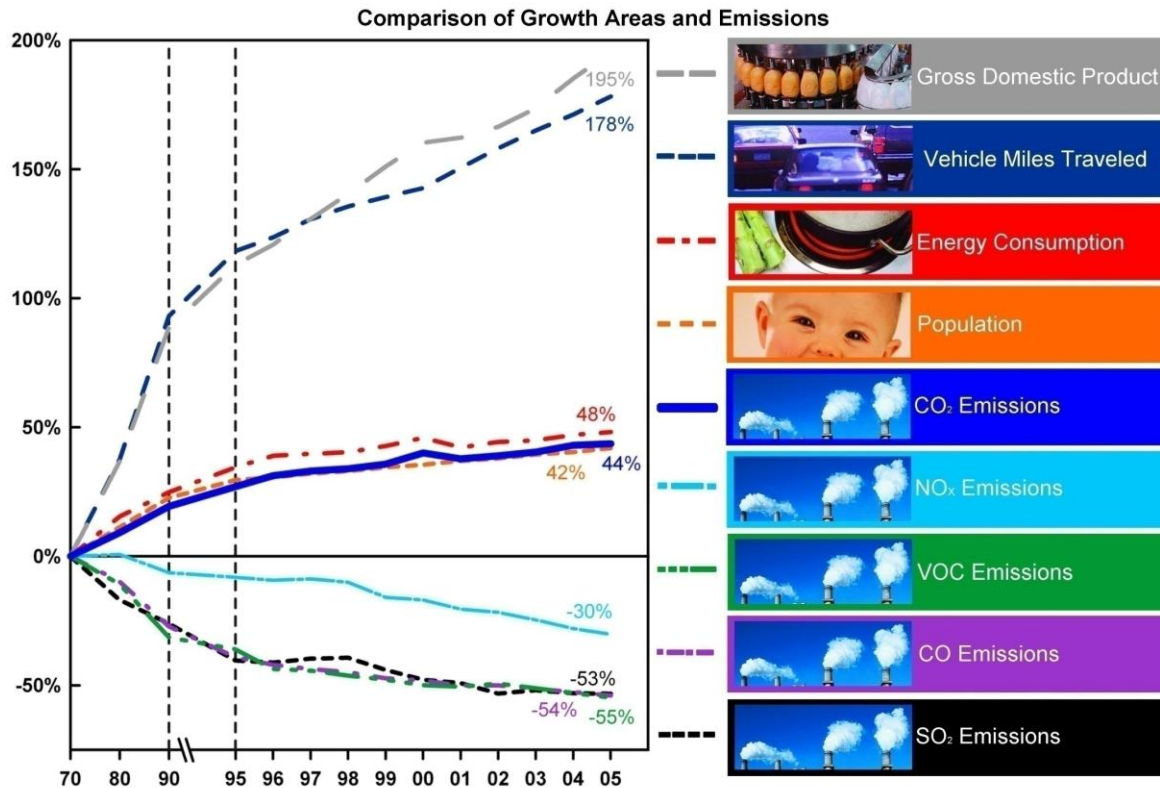 Comparison of Growth Areas and Emissions
200%
150%
100%
50%
0%
-50%
195%
178%
48%
42%
44%
-30%
-53%
-54%
-55%
70 80 90 95 96 97 98 99 00 01 02 03 04 05
Gross Domestic Product
Vehicle Miles Traveled
Energy Consumption
Population
CO₂ Emissions
NOx Emissions
VOC Emissions
CO Emissions
SO₂ Emissions